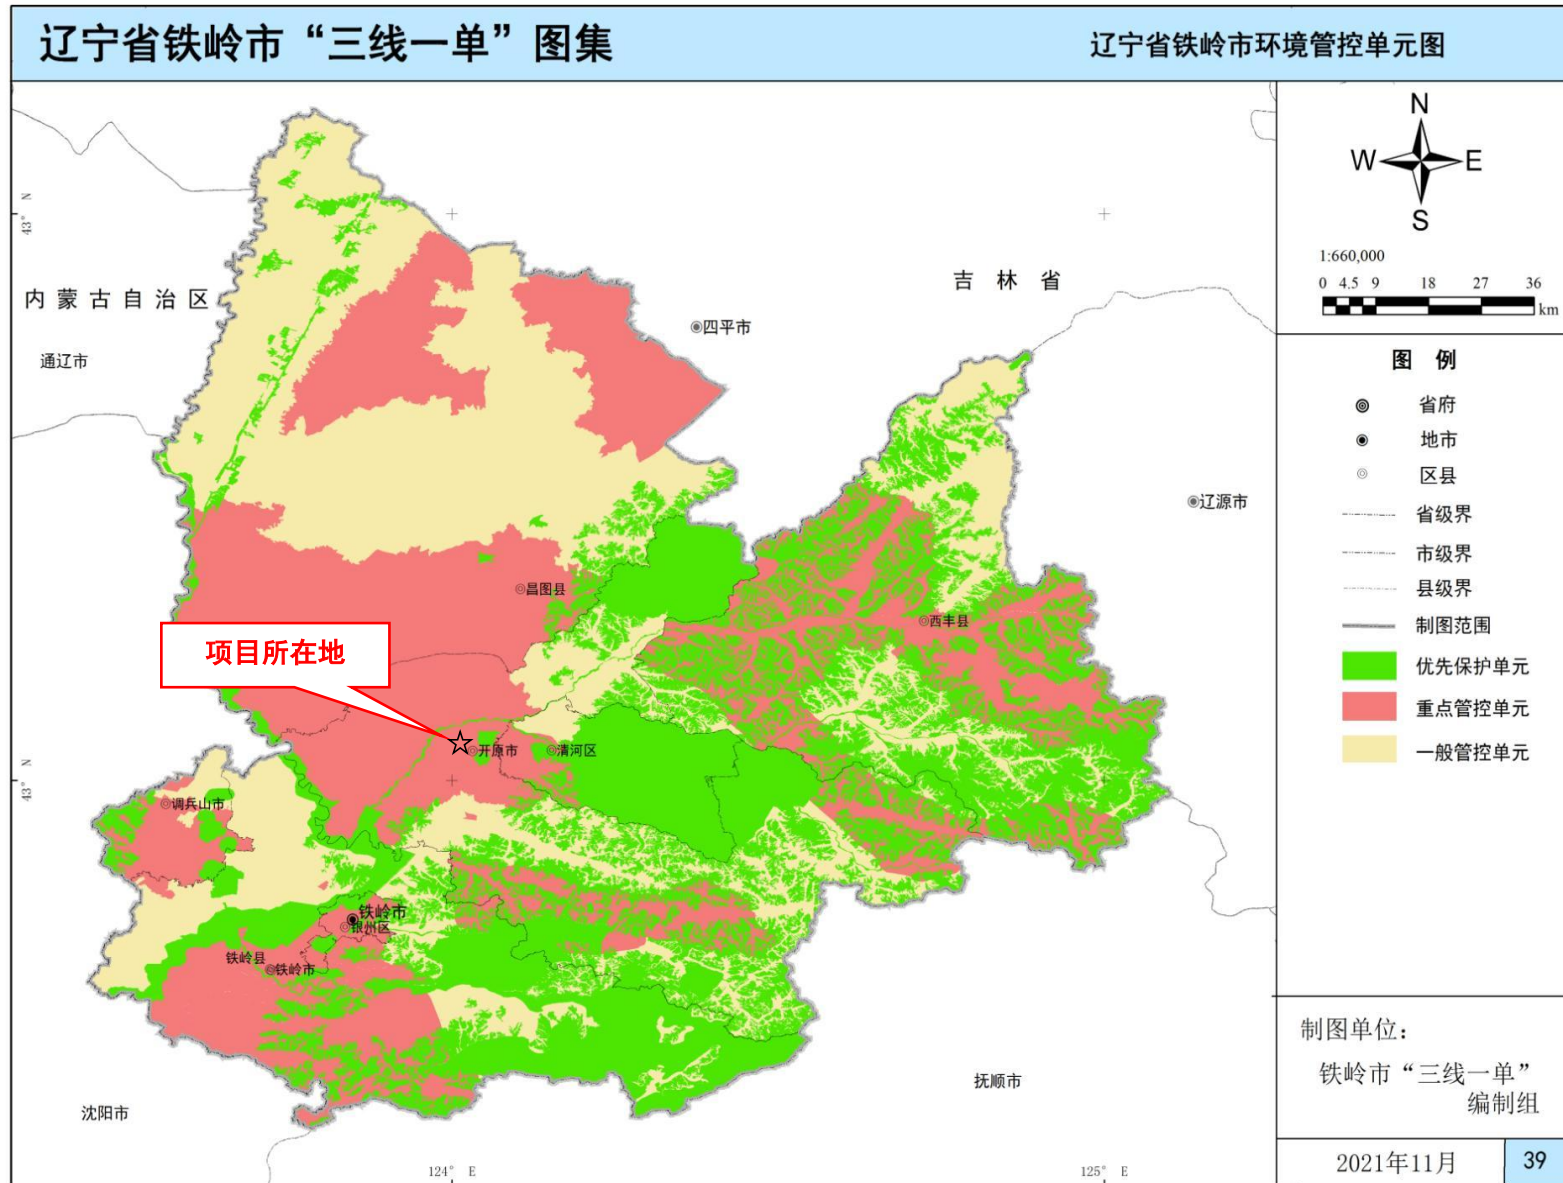 辽宁省铁岭市“三线一单”图集
辽宁省铁岭市环境管控单元图
N
W
E
S
1:660,000
0 4.5 9 18 27 36
km
图 例
省府
地市
区县
省级界
市级界
县级界
制图范围
优先保护单元
重点管控单元
一般管控单元
制图单位：
铁岭市“三线一单”
编制组
2021年11月
39
43° N
43° N
124° E
125° E
内蒙古自治区
通辽市
吉林省
四平市
辽源市
昌图县
西丰县
项目所在地
开原市
清河区
调兵山市
铁岭市
银州区
铁岭县
铁岭市
沈阳市
抚顺市